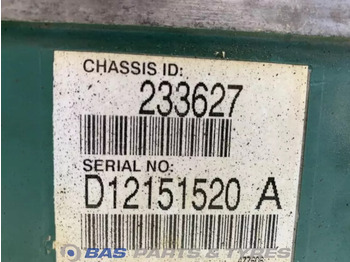 CHASSIS ID:
233627
SERIAL NO:
D12151520 A
BAS PARTS & TYRES